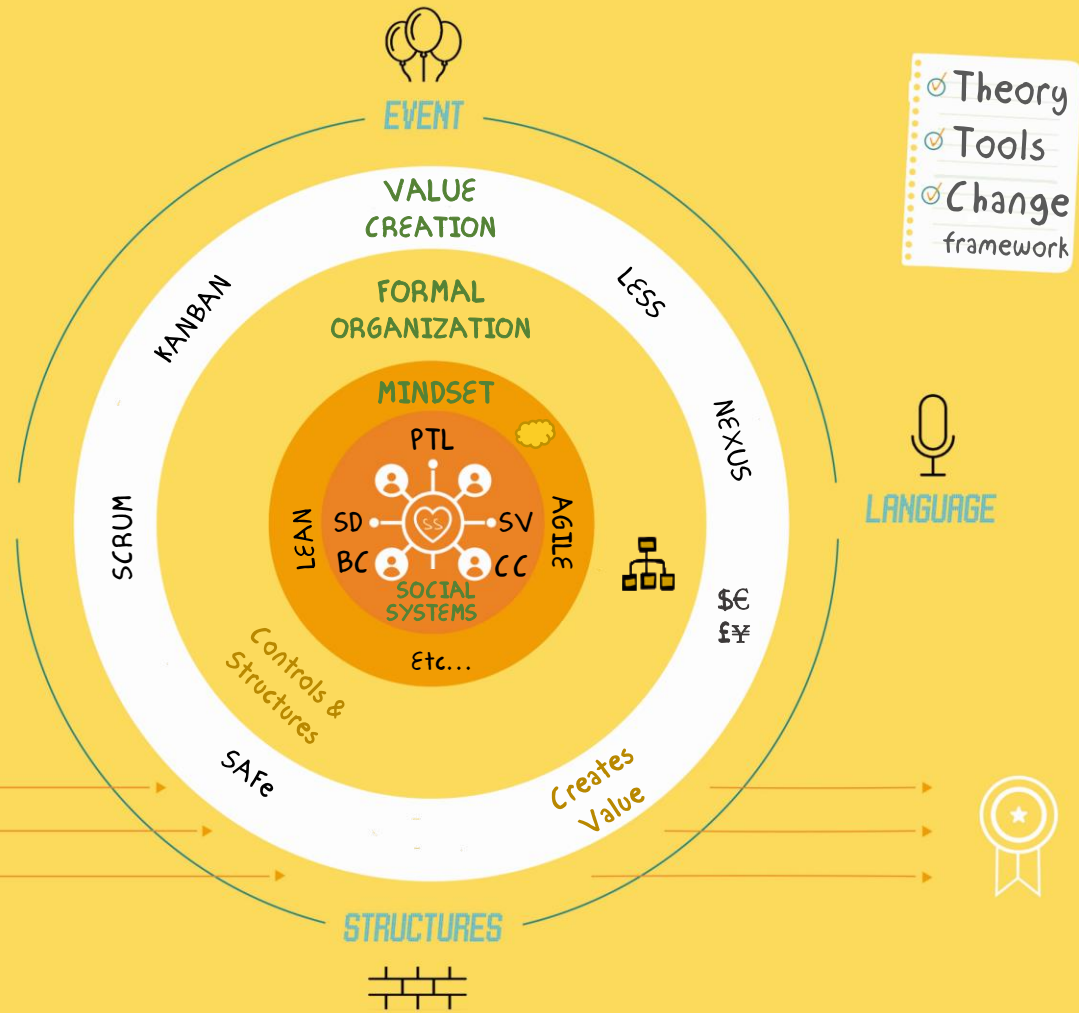 EVENT
Theory
Tools
Change
framework
VALUE
CREATION
KANBAN
LESS
FORMAL
ORGANIZATION
MINDSET
NEXUS
PTL
SS
SCRUM
LEAN
SD
SV
AGILE
BC
CC
LANGUAGE
SOCIAL
SYSTEMS
$€
£¥
Etc...
Controls &
Structures
SAFe
Creates
Value
STRUCTURES